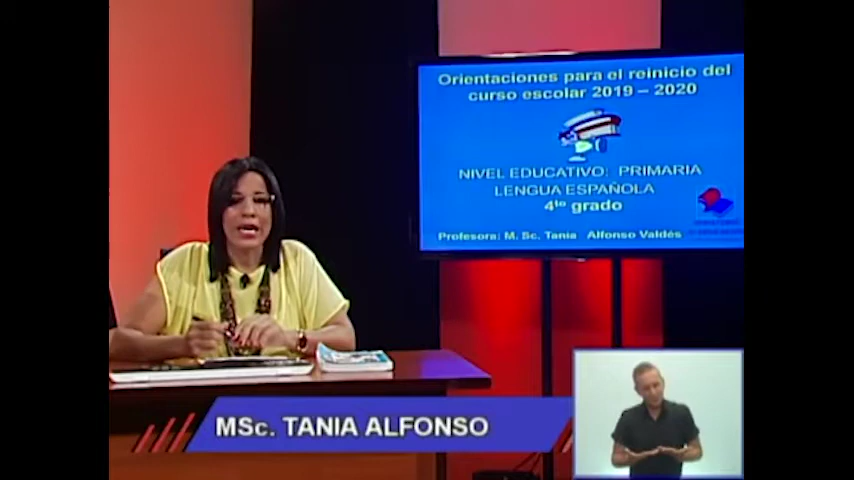 Orientaciones para el reinicio del
curso escolar 2019 – 2020
NIVEL EDUCATIVO: PRIMARIA
LENGUA ESPAÑOLA
4to grado
Profesora: M. Sc. Tania Alfonso Valdés
MSc. TANIA ALFONSO